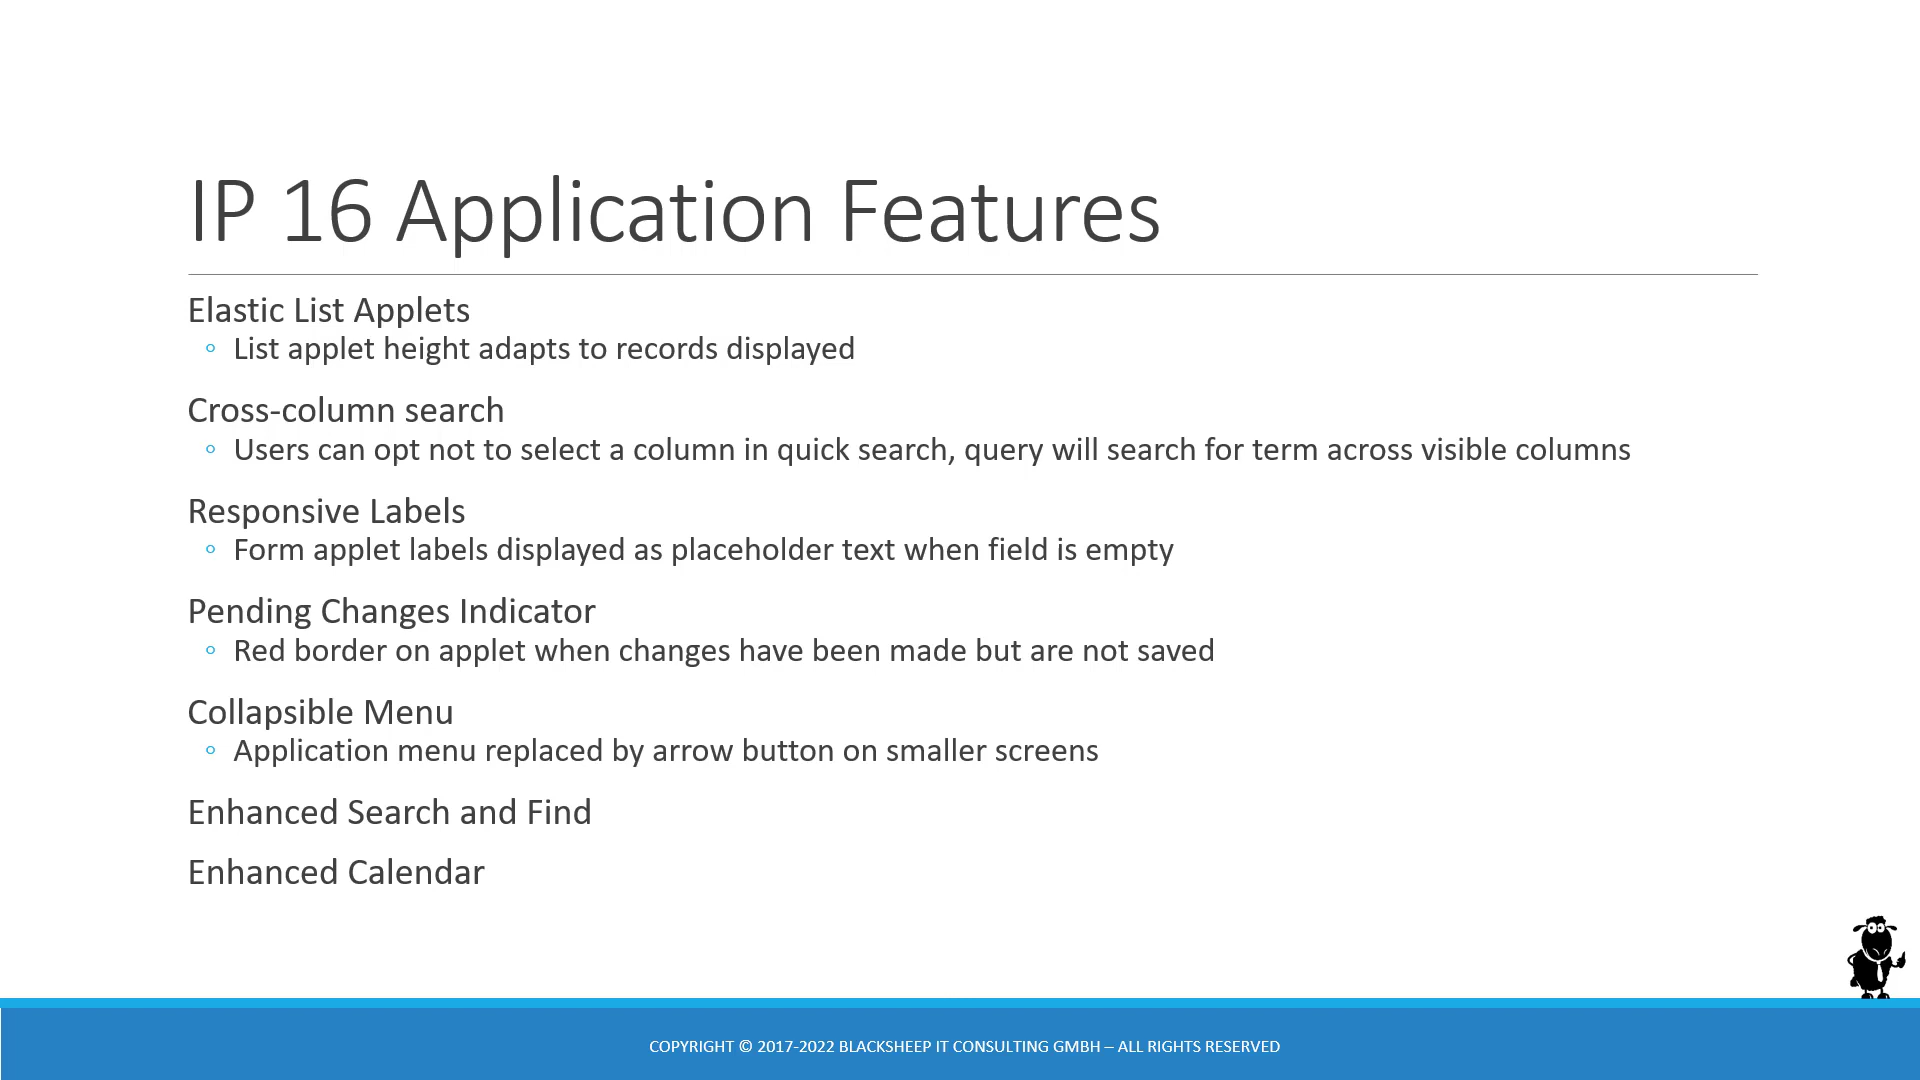 IP 16 Application Features
Elastic List Applets
◦ List applet height adapts to records displayed
Cross-column search
◦ Users can opt not to select a column in quick search, query will search for term across visible columns
Responsive Labels
◦ Form applet labels displayed as placeholder text when field is empty
Pending Changes Indicator
◦ Red border on applet when changes have been made but are not saved
Collapsible Menu
◦ Application menu replaced by arrow button on smaller screens
Enhanced Search and Find
Enhanced Calendar
COPYRIGHT © 2017-2022 BLACKSHEEP IT CONSULTING GMBH – ALL RIGHTS RESERVED